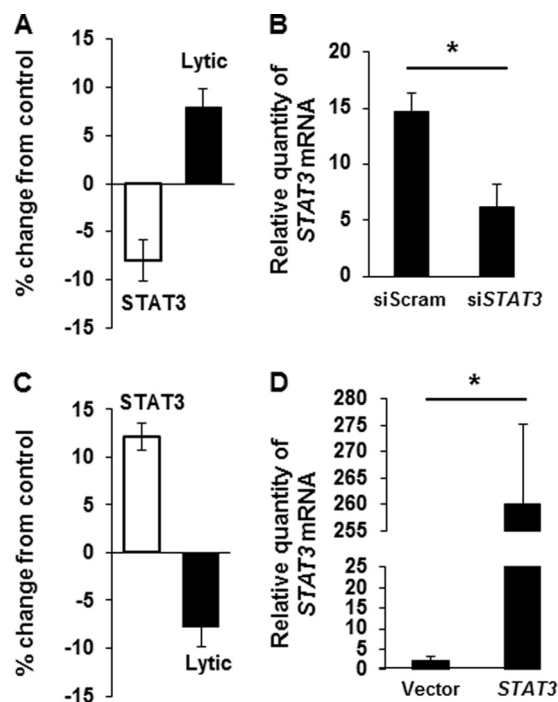 A
% change from control
15
10
5
0
-5
-10
-15
Lytic
STAT3
B
Relative quantity of
STAT3 mRNA
20
15
10
5
0
*
siScram siSTAT3
C
% change from control
15
10
5
0
-5
-10
-15
STAT3
Lytic
D
Relative quantity of
STAT3 mRNA
280
275
270
265
260
255
25
20
15
10
5
0
*
Vector STAT3